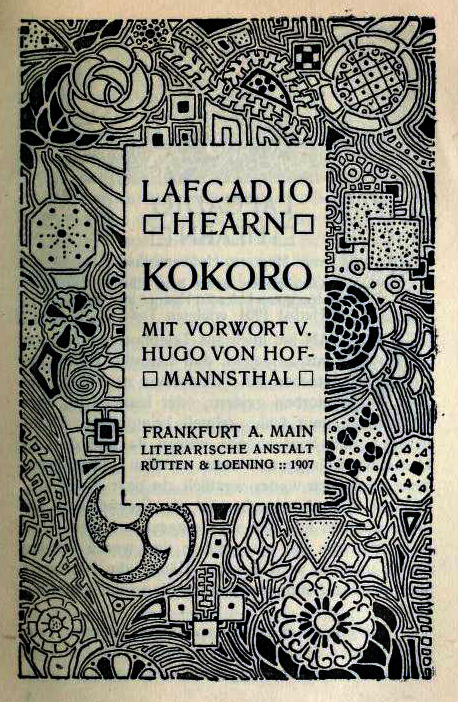 LAFCADIO
□ HEARN □
KOKORO
MIT VORWORT V.
HUGO VON HOF-
□ MANNSTHAL □
FRANKFURT A. MAIN
LITERARISCHE ANSTALT
RÜTTEN & LOENING :: 1907